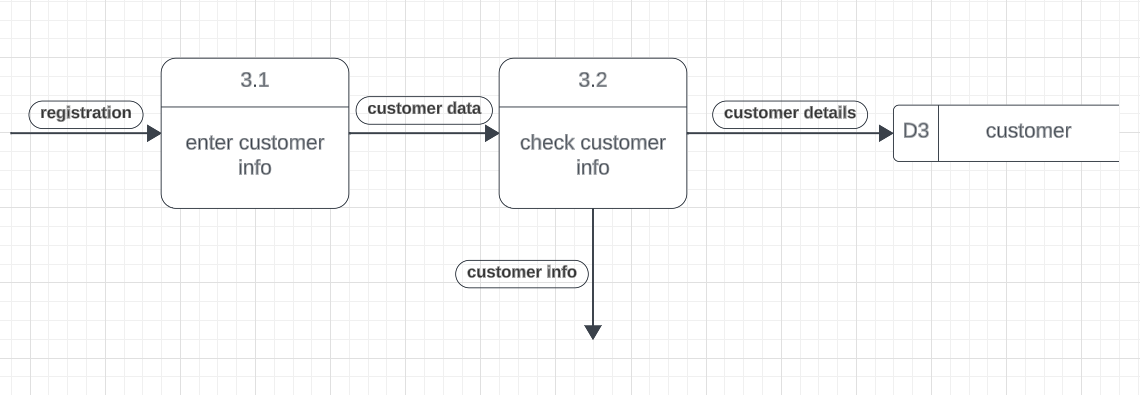 registration
3.1
enter customer
info
customer data
3.2
check customer
info
customer details
D3
customer
customer info